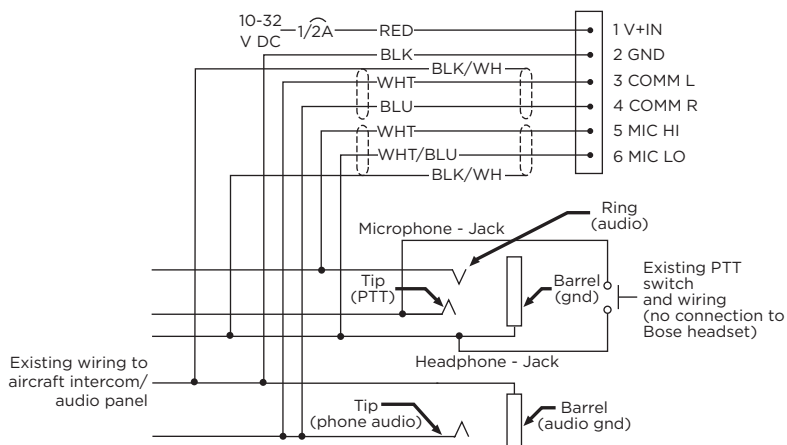 10-32
V DC
1/2A
RED
1 V+IN
BLK
2 GND
BLK/WH
WHT
3 COMM L
BLU
4 COMM R
WHT
5 MIC HI
WHT/BLU
6 MIC LO
BLK/WH
Ring
(audio)
Microphone - Jack
Tip
(PTT)
Barrel
(gnd)
Existing PTT
switch
and wiring
(no connection to
Bose headset)
Headphone - Jack
Existing wiring to
aircraft intercom/
audio panel
Tip
(phone audio)
Barrel
(audio gnd)